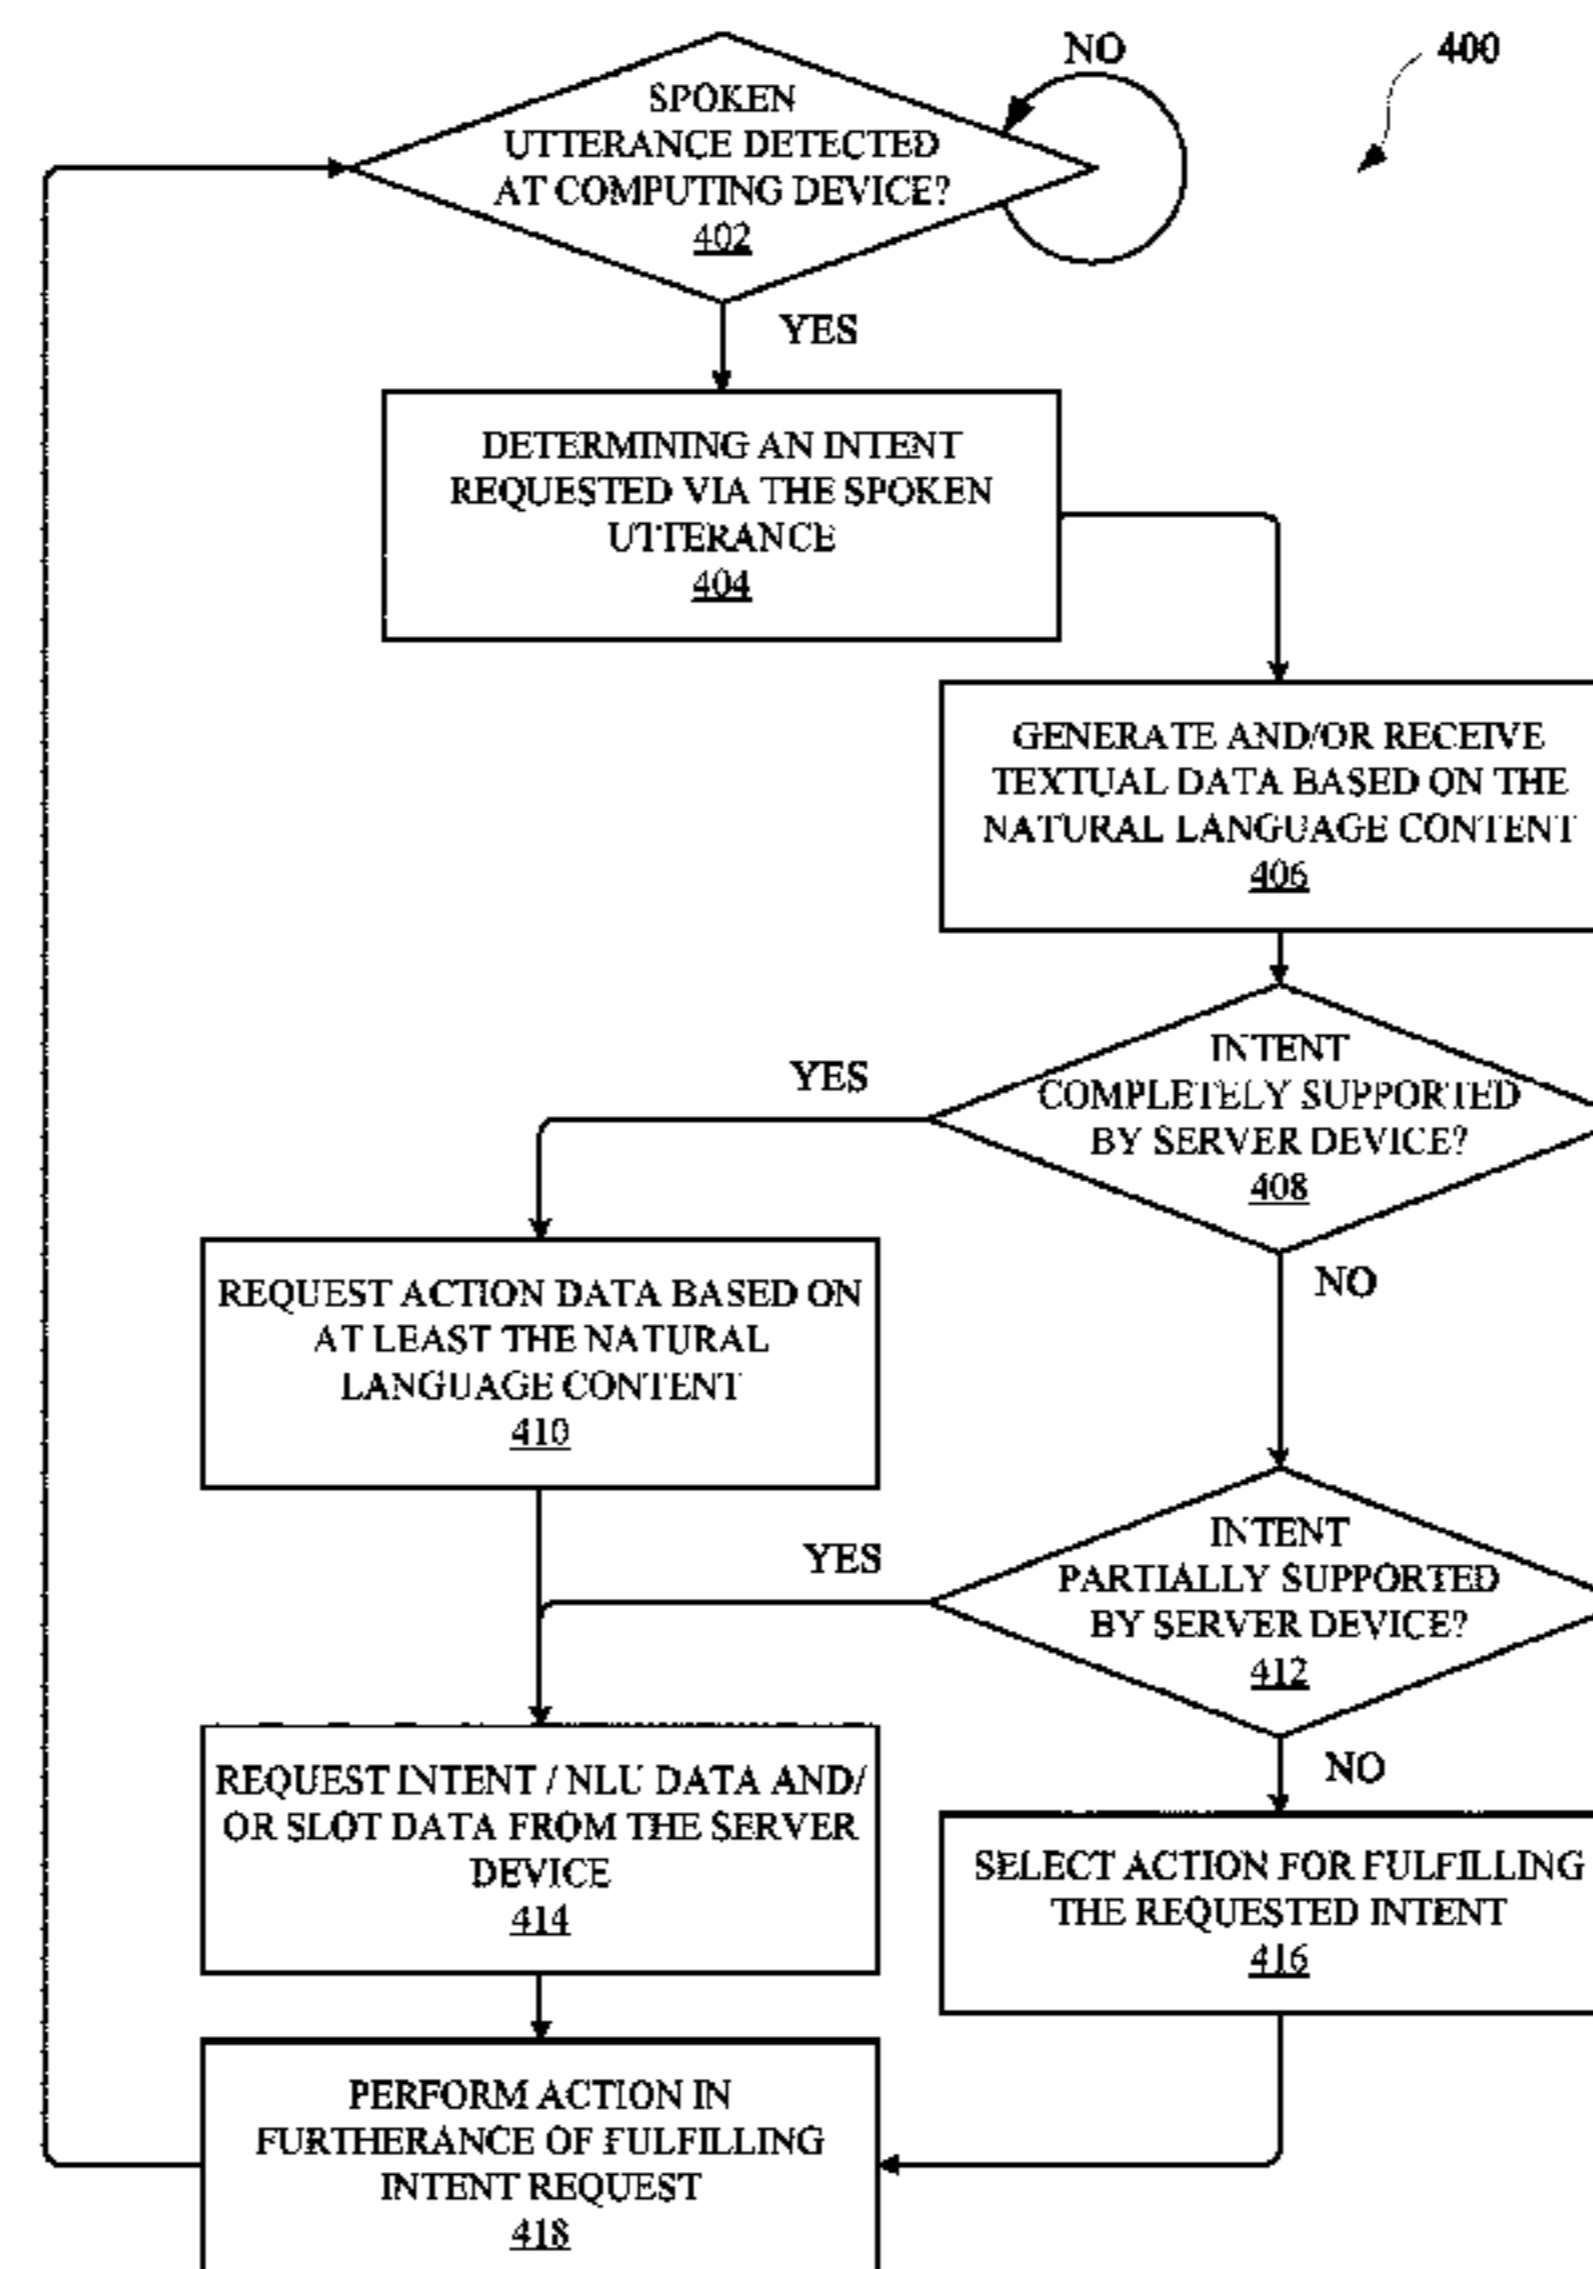 NO
400
SPOKEN
UTTERANCE DETECTED
AT COMPUTING DEVICE?
402
YES
DETERMINING AN INTENT
REQUESTED VIA THE SPOKEN
UTTERANCE
404
GENERATE AND/OR RECEIVE
TEXTUAL DATA BASED ON THE
NATURAL LANGUAGE CONTENT
406
INTENT
COMPLETELY SUPPORTED
BY SERVER DEVICE?
408
YES
NO
REQUEST ACTION DATA BASED ON
AT LEAST THE NATURAL
LANGUAGE CONTENT
410
INTENT
PARTIALLY SUPPORTED
BY SERVER DEVICE?
412
YES
NO
REQUEST INTENT / NLU DATA AND/
OR SLOT DATA FROM THE SERVER
DEVICE
414
SELECT ACTION FOR FULFILLING
THE REQUESTED INTENT
416
PERFORM ACTION IN
FURTHERANCE OF FULFILLING
INTENT REQUEST
418